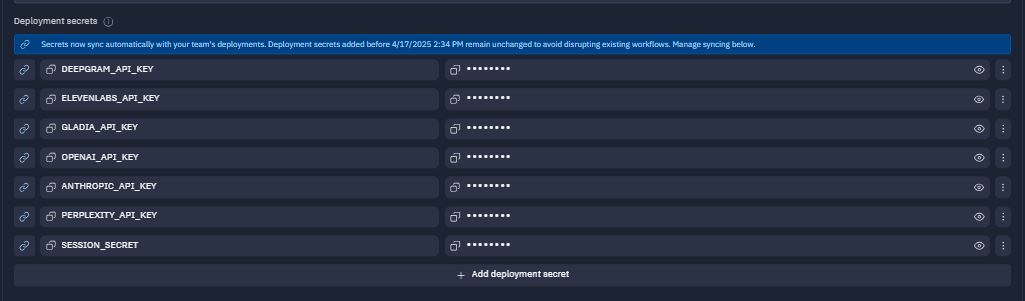 Deployment secrets
Secrets now sync automatically with your team's deployments. Deployment secrets added before 4/17/2025 2:34 PM remain unchanged to avoid disrupting existing workflows. Manage syncing below.
DEEPGRAM_API_KEY ••••••••
ELEVENLABS_API_KEY ••••••••
GLADIA_API_KEY ••••••••
OPENAI_API_KEY ••••••••
ANTHROPIC_API_KEY ••••••••
PERPLEXITY_API_KEY ••••••••
SESSION_SECRET ••••••••
+ Add deployment secret